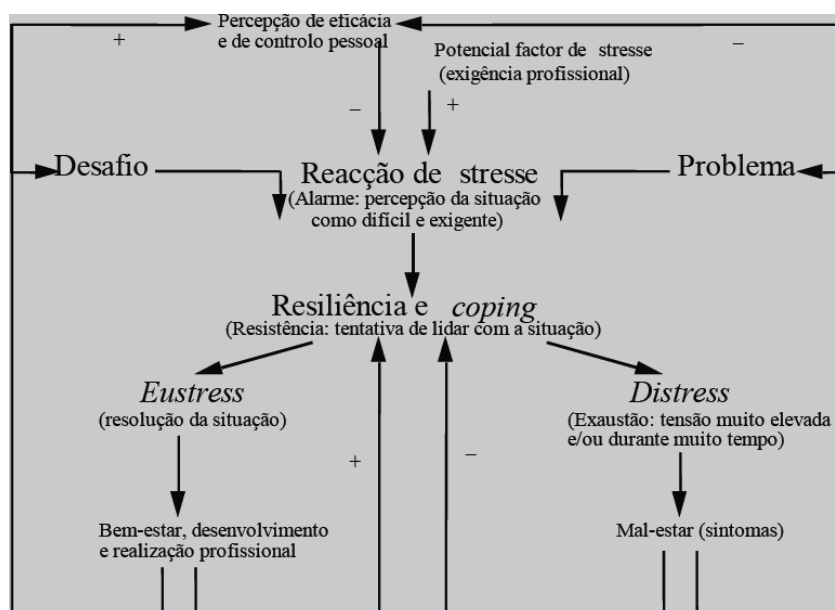 Percepção de eficácia
e de controlo pessoal
+
–
Potencial factor de stresse
(exigência profissional)
–
+
Desafio
Reacção de stresse
Problema
(Alarme: percepção da situação
como difícil e exigente)
Resiliência e coping
(Resistência: tentativa de lidar com a situação)
Eustress
(resolução da situação)
Distress
(Exaustão: tensão muito elevada
e/ou durante muito tempo)
+
–
Bem-estar, desenvolvimento
e realização profissional
Mal-estar (sintomas)